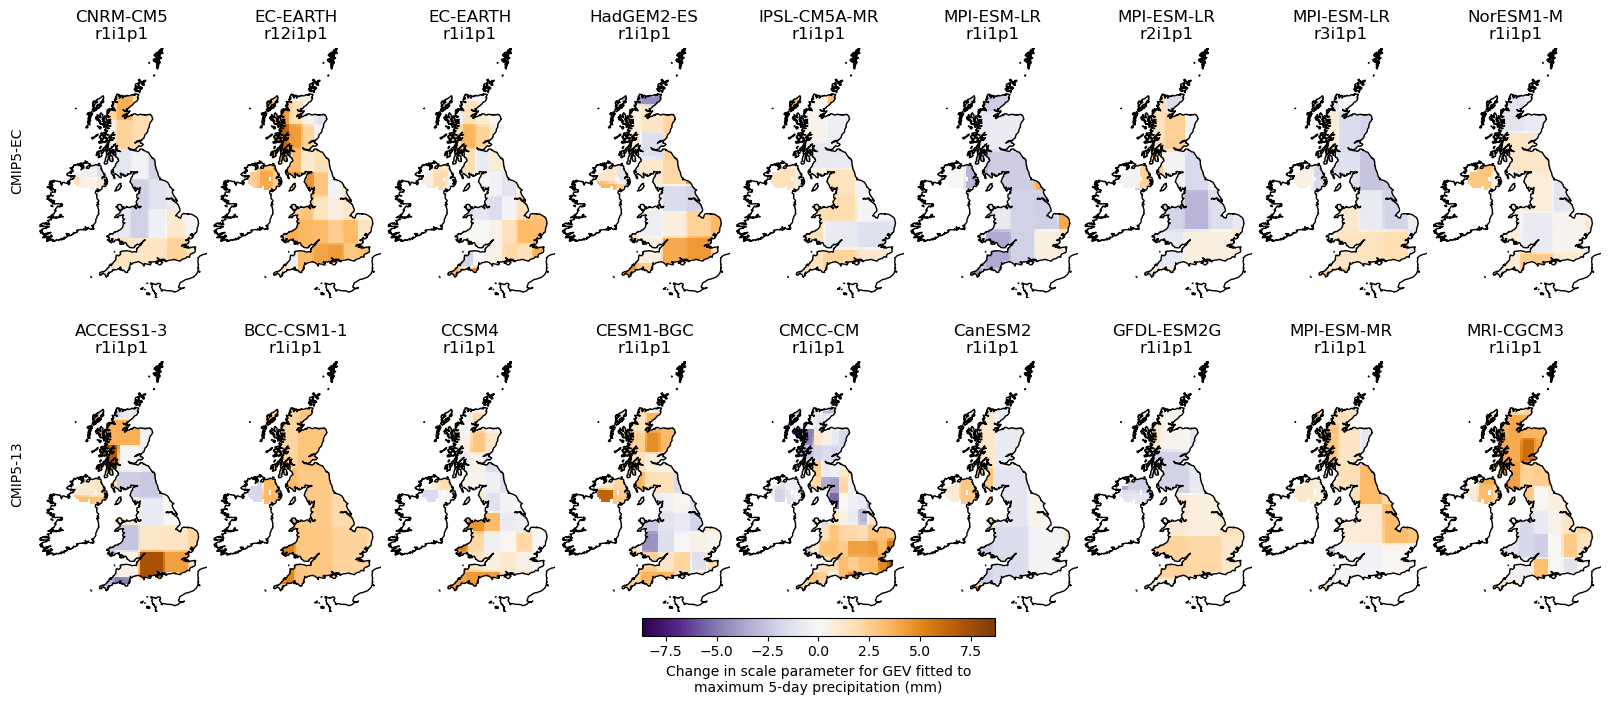 CNRM-CM5
r1i1p1
EC-EARTH
r12i1p1
EC-EARTH
r1i1p1
HadGEM2-ES
r1i1p1
IPSL-CM5A-MR
r1i1p1
MPI-ESM-LR
r1i1p1
MPI-ESM-LR
r2i1p1
MPI-ESM-LR
r3i1p1
NorESM1-M
r1i1p1
CMIP5-EC
ACCESS1-3
r1i1p1
BCC-CSM1-1
r1i1p1
CCSM4
r1i1p1
CESM1-BGC
r1i1p1
CMCC-CM
r1i1p1
CanESM2
r1i1p1
GFDL-ESM2G
r1i1p1
MPI-ESM-MR
r1i1p1
MRI-CGCM3
r1i1p1
CMIP5-13
−7.5 −5.0 −2.5 0.0 2.5 5.0 7.5
Change in scale parameter for GEV fitted to
maximum 5-day precipitation (mm)